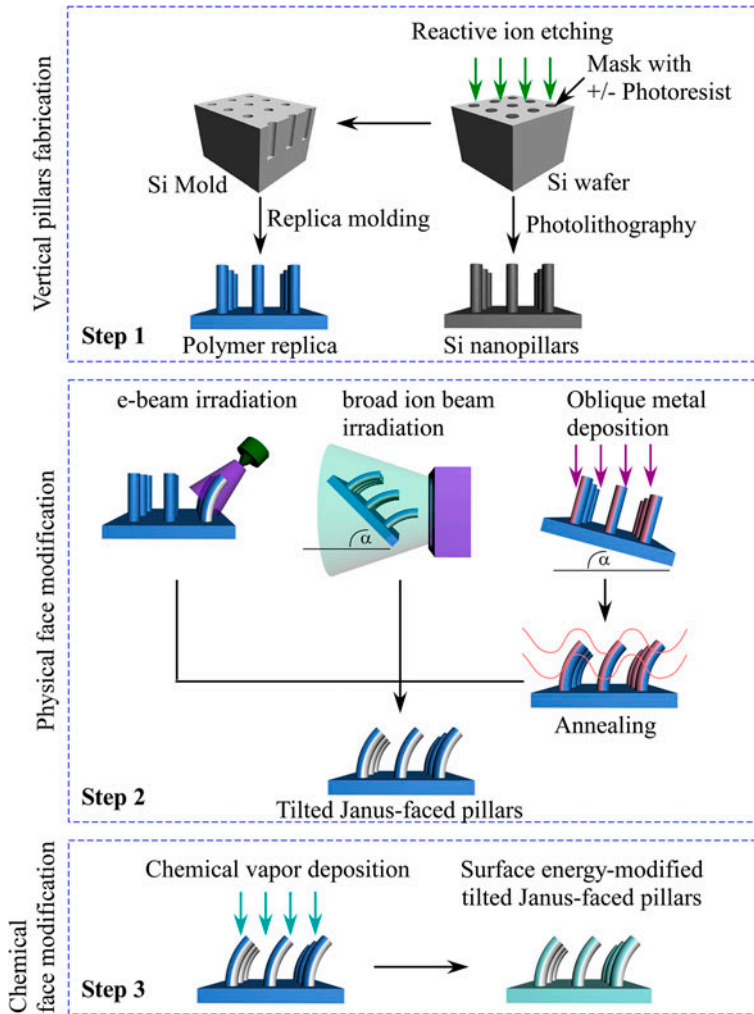 Vertical pillars fabrication
Reactive ion etching
Mask with
+/- Photoresist
Si Mold
Si wafer
Replica molding
Photolithography
Step 1
Polymer replica
Si nanopillars
Physical face modification
e-beam irradiation
broad ion beam
irradiation
Oblique metal
deposition
α
α
Annealing
Step 2
Tilted Janus-faced pillars
Chemical
face modification
Chemical vapor deposition
Surface energy-modified
tilted Janus-faced pillars
Step 3